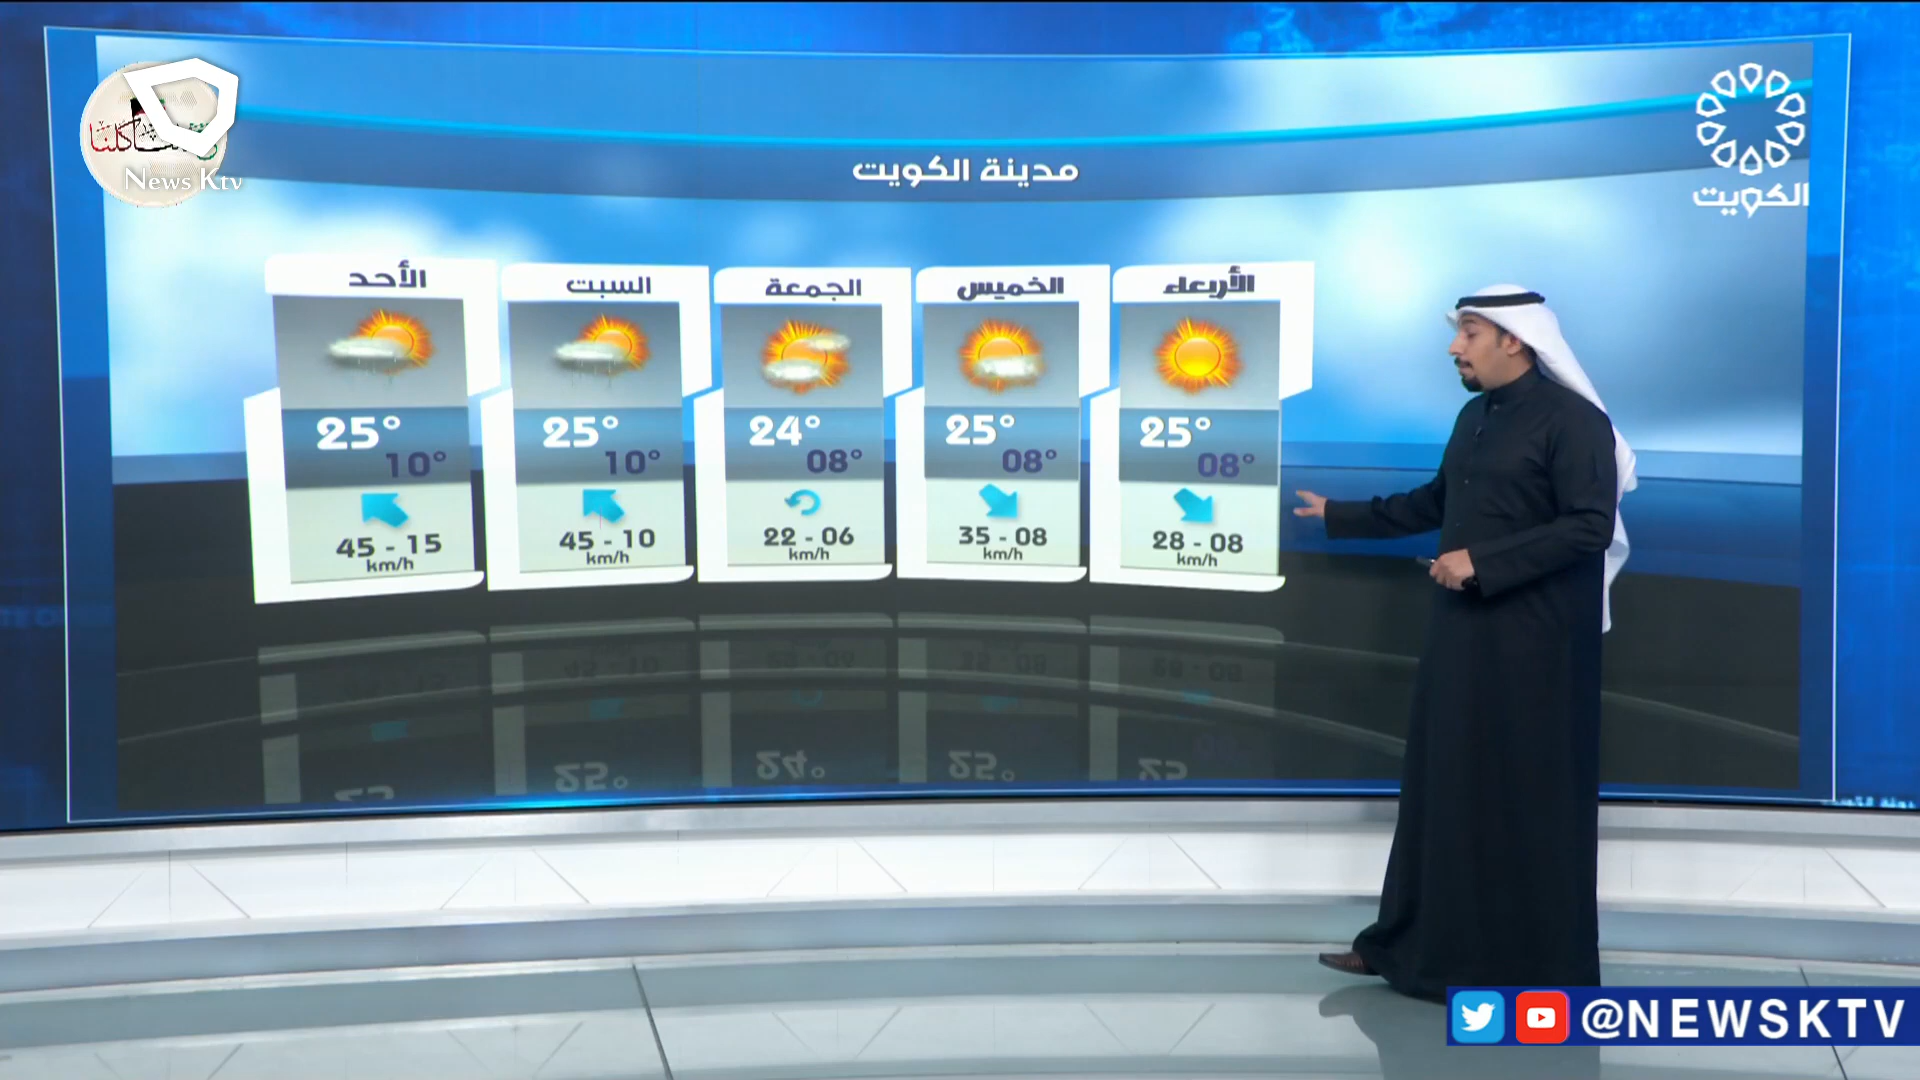 News Ktv
الكويت
مدينة الكويت
الأربعاء
25°
08°
28 - 08
km/h
الخميس
25°
08°
35 - 08
km/h
الجمعة
24°
08°
22 - 06
km/h
السبت
25°
10°
45 - 10
km/h
الأحد
25°
10°
45 - 15
km/h
@NEWSKTV